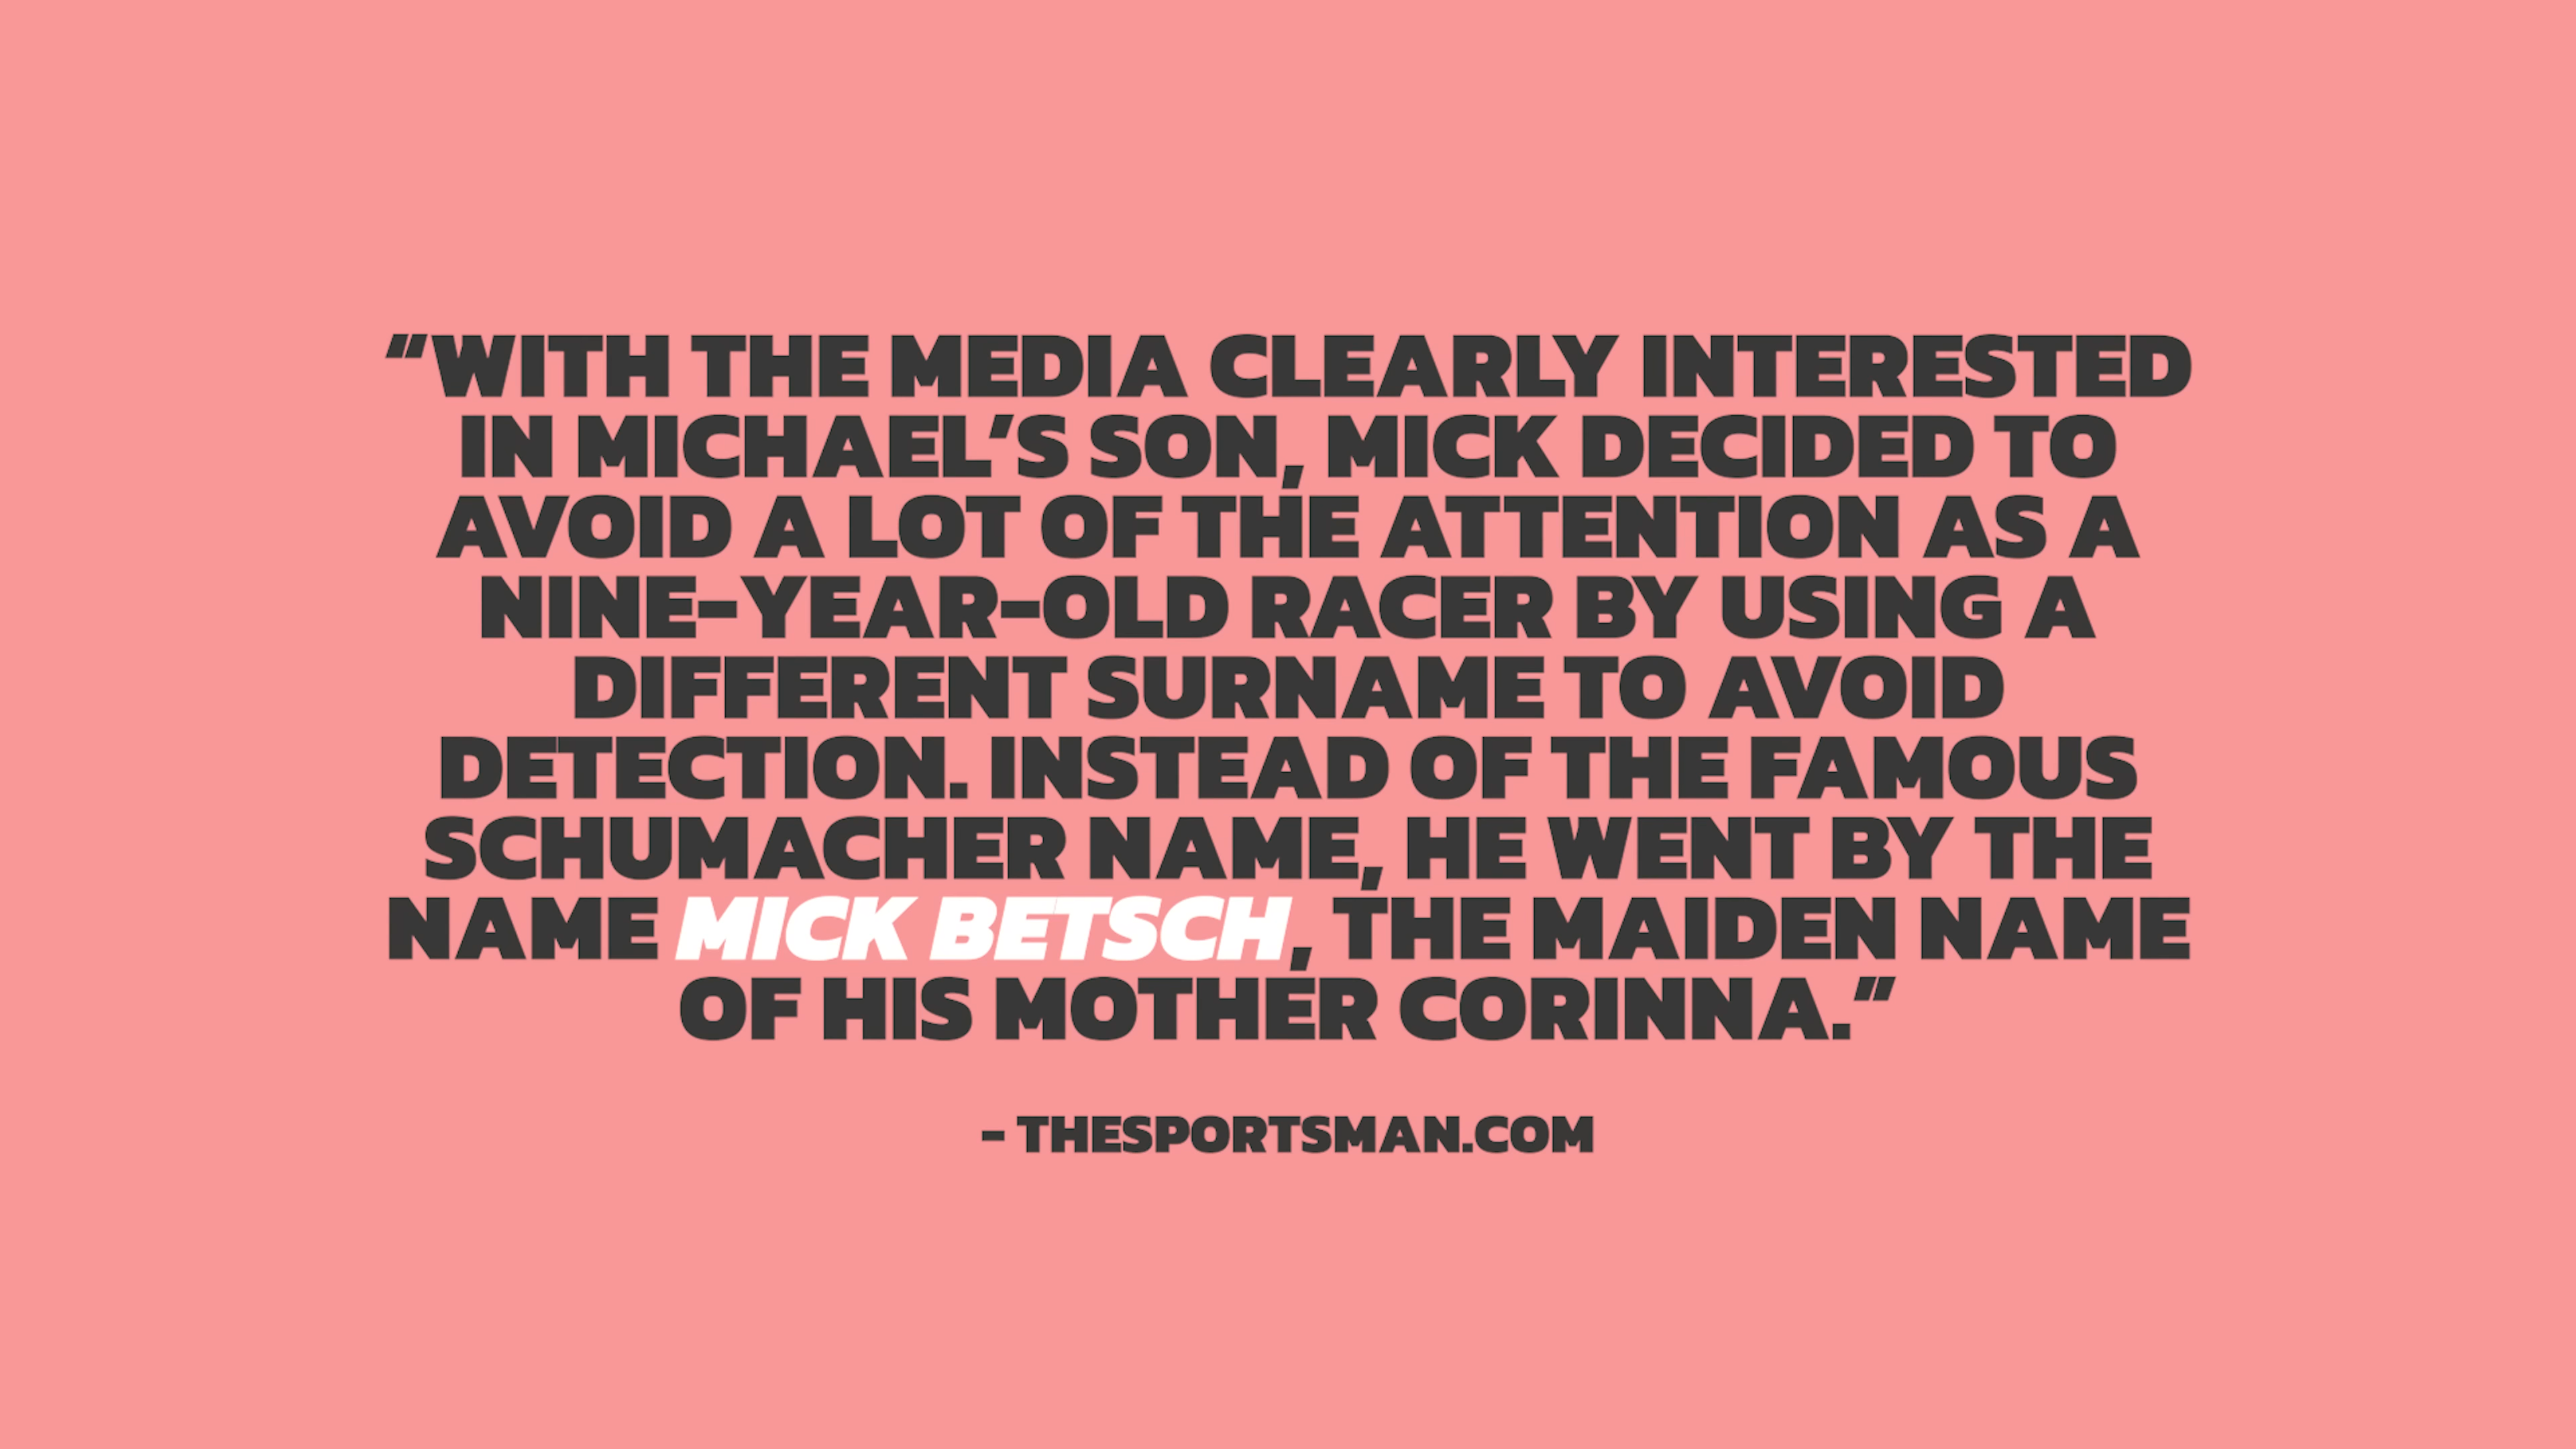 "WITH THE MEDIA CLEARLY INTERESTED
IN MICHAEL'S SON, MICK DECIDED TO
AVOID A LOT OF THE ATTENTION AS A
NINE-YEAR-OLD RACER BY USING A
DIFFERENT SURNAME TO AVOID
DETECTION. INSTEAD OF THE FAMOUS
SCHUMACHER NAME, HE WENT BY THE
NAME MICK BETSCH, THE MAIDEN NAME
OF HIS MOTHER CORINNA."
- THESPORTSMAN.COM